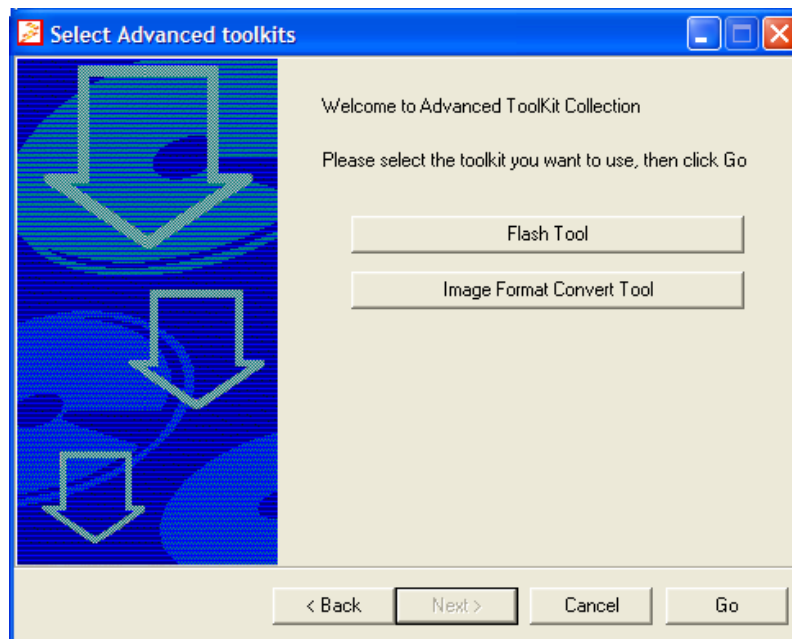 Select Advanced toolkits
Welcome to Advanced ToolKit Collection
Please select the toolkit you want to use, then click Go
Flash Tool
Image Format Convert Tool
< Back
Next >
Cancel
Go